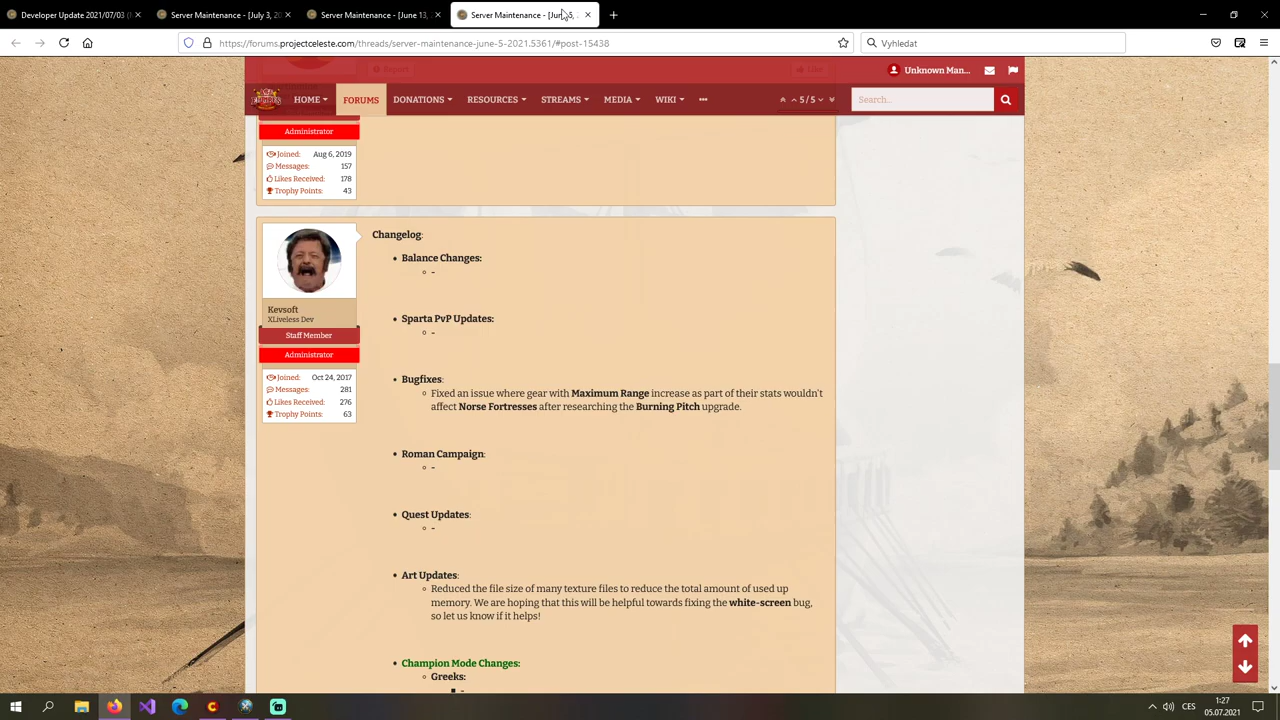 Developer Update 2021/07/03 (I
Server Maintenance - [July 3, 20
Server Maintenance - [June 13,
Server Maintenance - [June 5, 2
https://forums.projectceleste.com/threads/server-maintenance-june-5-2021.5361/#post-15438
Vyhledat
Report
Like
Unknown Man...
HOME
FORUMS
DONATIONS
RESOURCES
STREAMS
MEDIA
WIKI
5 / 5
Search...
Administrator
Joined: Aug 6, 2019
Messages: 157
Likes Received: 178
Trophy Points: 43
Kevsoft
XLiveless Dev
Staff Member
Administrator
Joined: Oct 24, 2017
Messages: 281
Likes Received: 276
Trophy Points: 63
Changelog:
• Balance Changes:
◦ -
• Sparta PvP Updates:
◦ -
• Bugfixes:
◦ Fixed an issue where gear with Maximum Range increase as part of their stats wouldn't
affect Norse Fortresses after researching the Burning Pitch upgrade.
• Roman Campaign:
◦ -
• Quest Updates:
◦ -
• Art Updates:
◦ Reduced the file size of many texture files to reduce the total amount of used up
memory. We are hoping that this will be helpful towards fixing the white-screen bug,
so let us know if it helps!
• Champion Mode Changes:
◦ Greeks:
▪ -
CES
1:27
05.07.2021